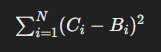 ∑_{i=1}^{N}(C_i − B_i)^2